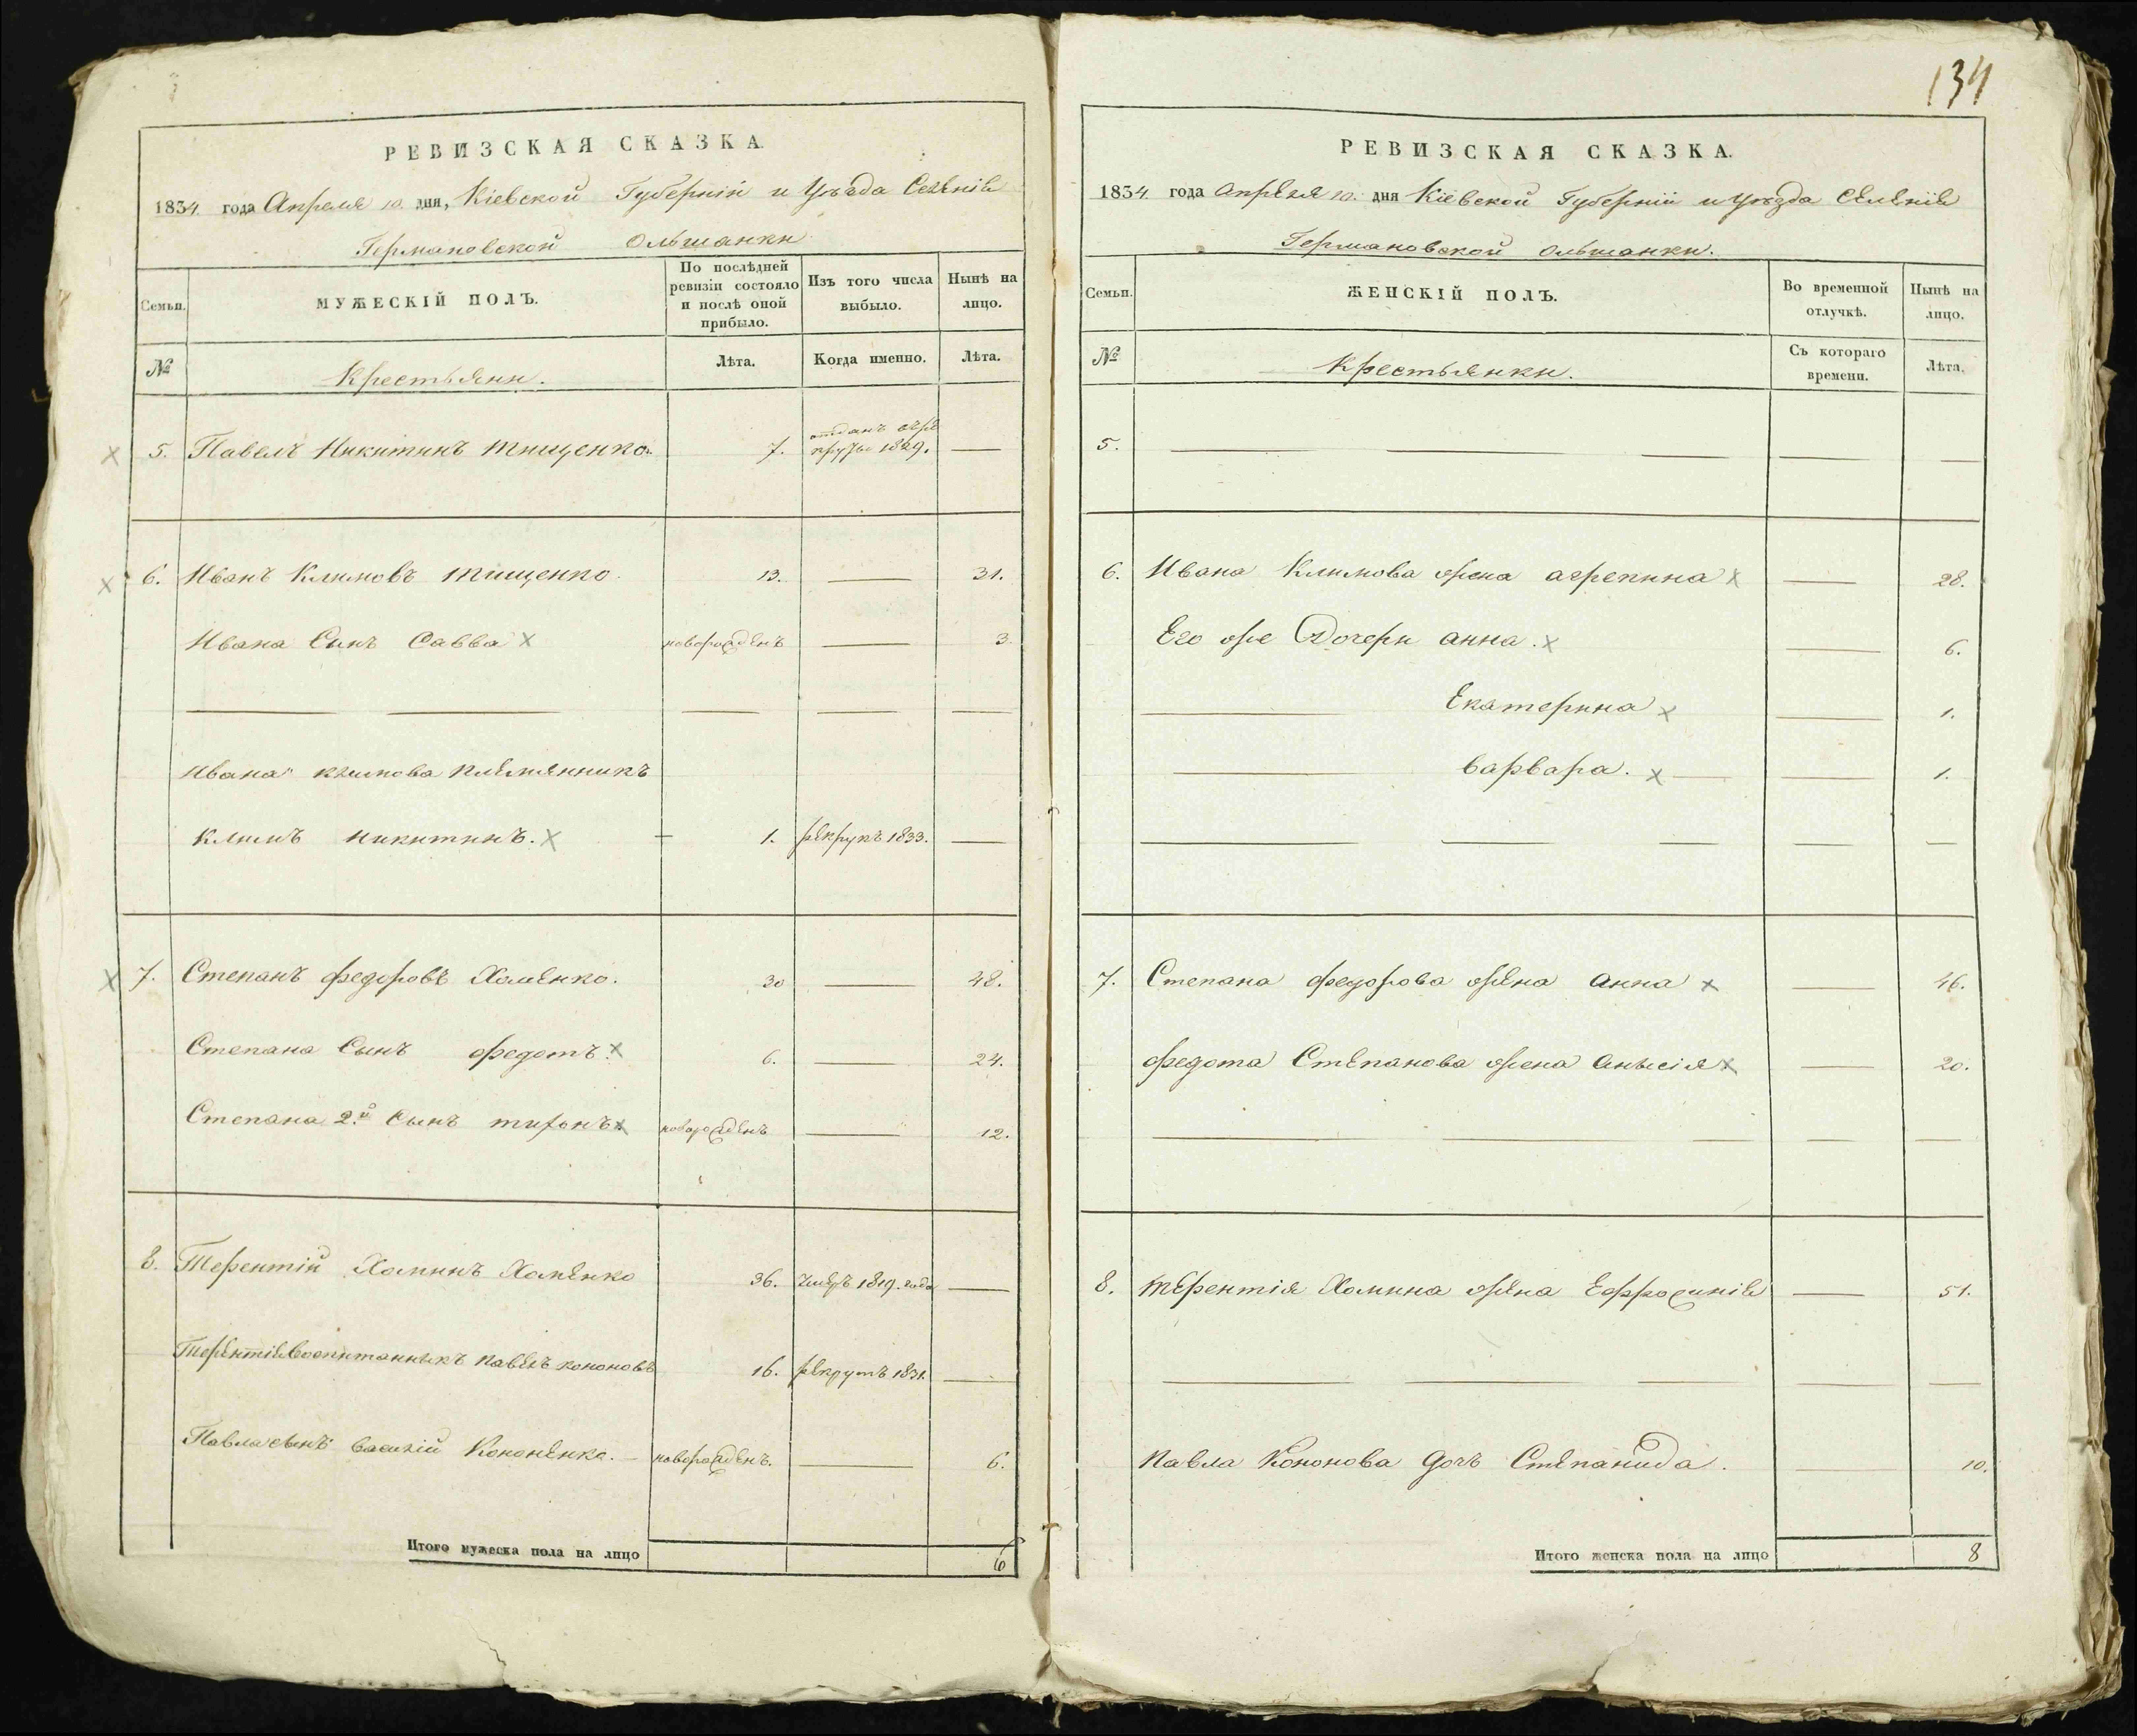 РЕВИЗСКАЯ СКАЗКА.
1834 года Апреля 10. дня, Кіевской Губерніи и Уезда Селенія
Германовской Ольшанки
Семьи.
МУЖЕСКІЙ ПОЛЪ.
По послѣдней ревизіи состояло и послѣ оной прибыло.
Изъ того числа выбыло.
Нынѣ на лицо.
№
Крестьяни.
Лѣта.
Когда именно.
Лѣта.
5. Павелъ Никитинъ Тищенко. 7. отданъ вре круты 1829. —
6. Иванъ Климовъ Тищенко. 13. — 31.
Ивана Сынъ Савва новорожденъ — 3.
Ивана Климова племянникъ
Климъ Никитинъ. 1. рекрутъ 1833. —
7. Степанъ Федоровъ Хоменко. 30 — 48.
Степана Сынъ Федотъ. 6. — 24.
Степана 2й Сынъ Тихонъ новорожденъ — 12.
8. Терентій Хоминъ Хоменко 36. умеръ 1819. года —
Терентія воспитанникъ Павелъ Кононовъ 16. рекрутъ 1831. —
Павла сынъ Василій Кононенко. — новорожденъ. — 6.
Итого мужеска пола на лицо 6
134
РЕВИЗСКАЯ СКАЗКА.
1834 года Апреля 10. дня Кіевской Губерніи и Уезда Селенія
Германовской Ольшанки.
Семьи.
ЖЕНСКІЙ ПОЛЪ.
Во временной отлучкѣ.
Нынѣ на лицо.
№
Крестьянки.
Съ котораго времени.
Лѣта.
5. — — — — —
6. Ивана Климова жена Агрепина — 28.
Его же Дочери Анна. — 6.
Екатерина — 1.
Варвара. — 1.
7. Степана Федорова жена Анна — 46.
Федота Степанова жена Анисія — 20.
8. Терентія Хомина жена Ефросинія — 51.
Павла Кононова дочъ Степанида. — 10.
Итого женска пола на лицо 8